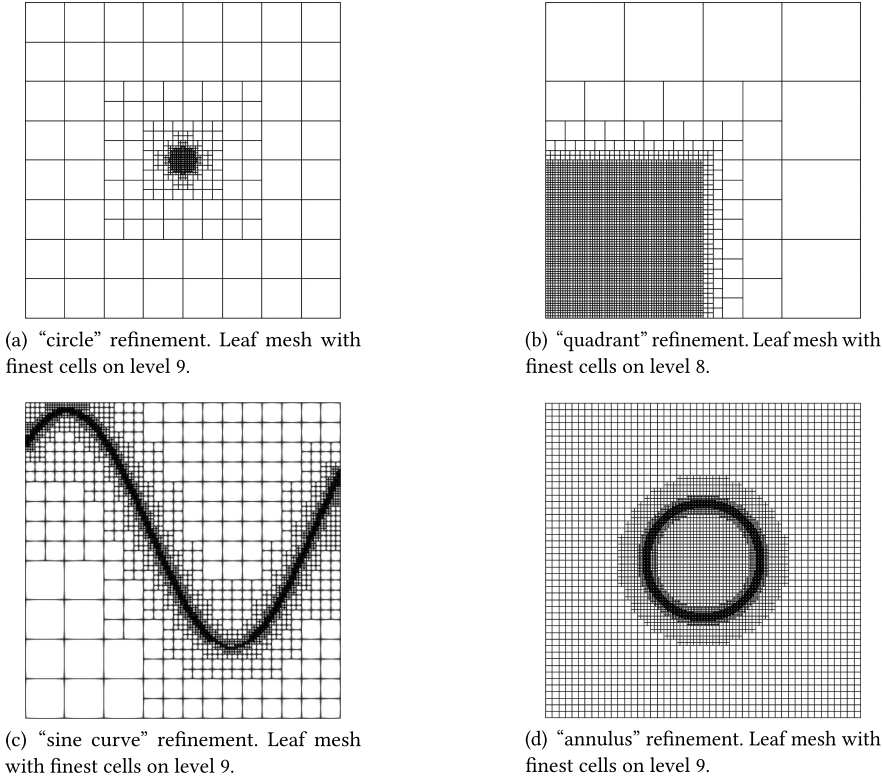 (a) “circle” refinement. Leaf mesh with
finest cells on level 9.
(b) “quadrant” refinement. Leaf mesh with
finest cells on level 8.
(c) “sine curve” refinement. Leaf mesh
with finest cells on level 9.
(d) “annulus” refinement. Leaf mesh with
finest cells on level 9.